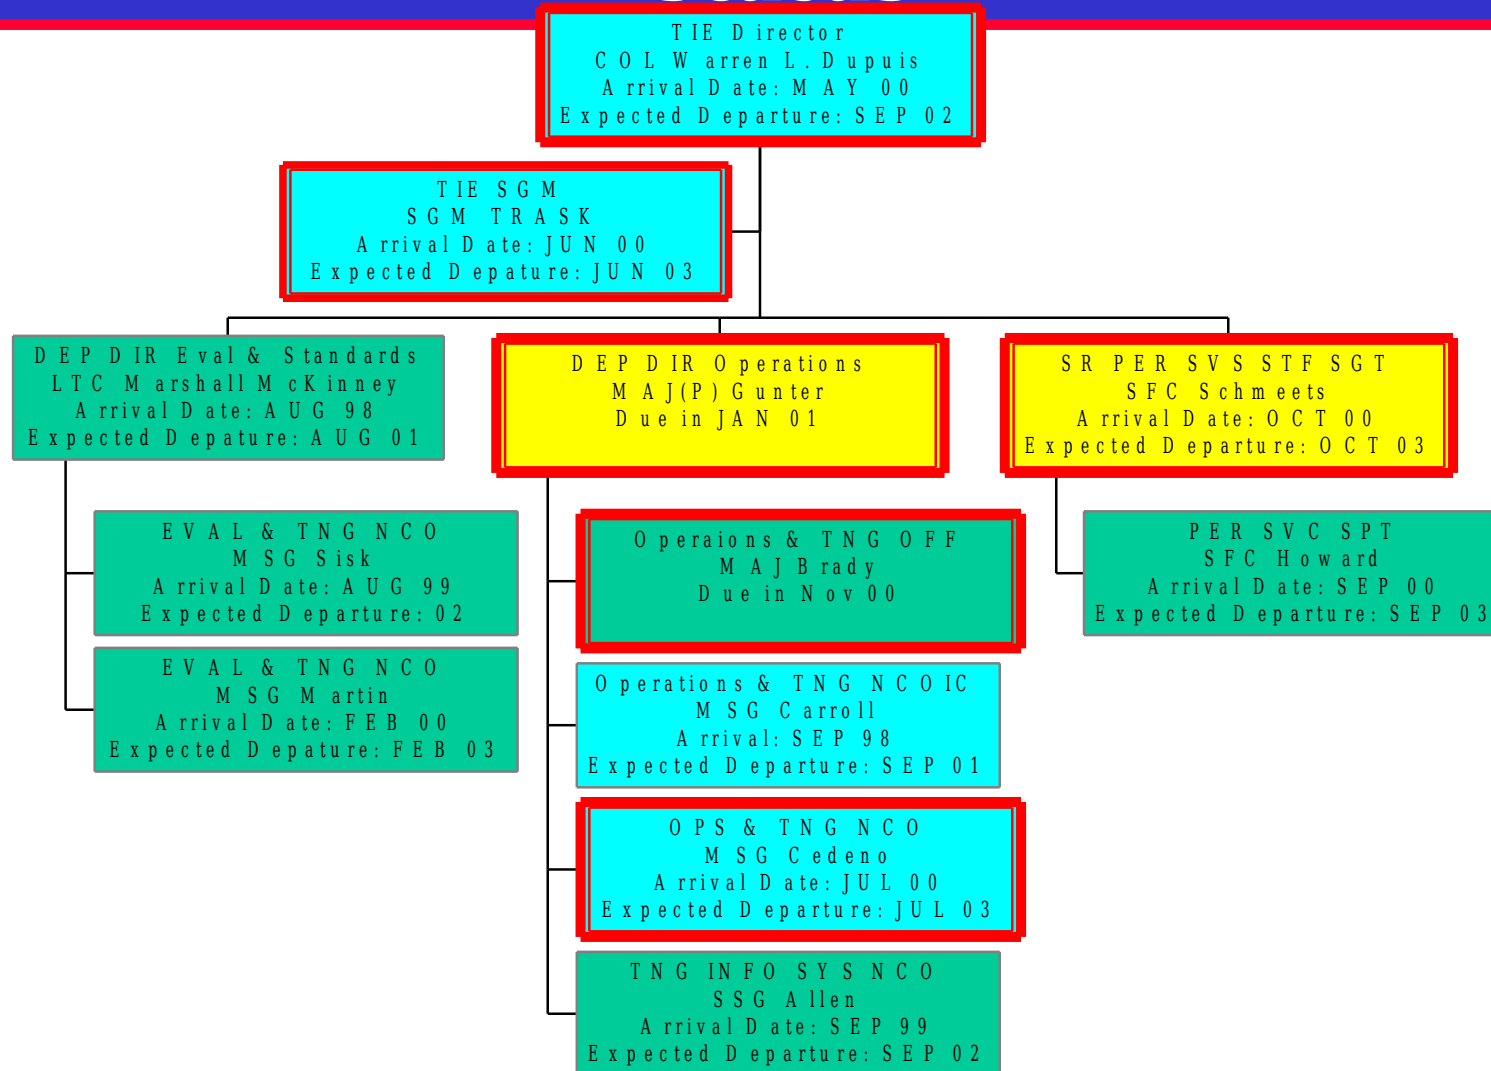 TIE Director
COL Warren L. Dupuis
Arrival Date: MAY 00
Expected Departure: SEP 02
TIE SGM
SGM TRASK
Arrival Date: JUN 00
Expected Depature: JUN 03
DEP DIR Eval & Standards
LTC Marshall McKinney
Arrival Date: AUG 98
Expected Depature: AUG 01
DEP DIR Operations
MAJ(P) Gunter
Due in JAN 01
SR PER SVS STF SGT
SFC Schmeets
Arrival Date: OCT 00
Expected Departure: OCT 03
EVAL & TNG NCO
MSG Sisk
Arrival Date: AUG 99
Expected Departure: 02
EVAL & TNG NCO
MSG Martin
Arrival Date: FEB 00
Expected Depature: FEB 03
Operaions & TNG OFF
MAJ Brady
Due in Nov 00
Operations & TNG NCOIC
MSG Carroll
Arrival: SEP 98
Expected Departure: SEP 01
OPS & TNG NCO
MSG Cedeno
Arrival Date: JUL 00
Expected Departure: JUL 03
TNG INFO SYS NCO
SSG Allen
Arrival Date: SEP 99
Expected Departure: SEP 02
PER SVC SPT
SFC Howard
Arrival Date: SEP 00
Expected Departure: SEP 03